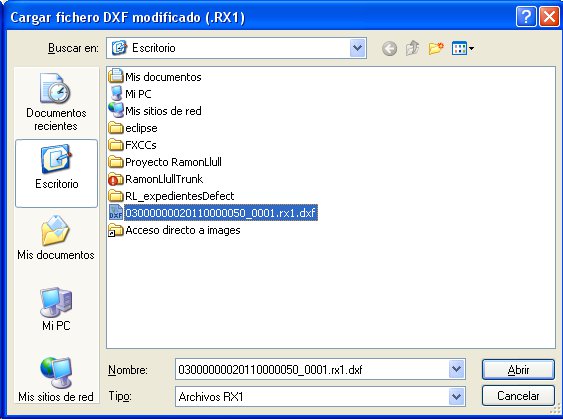 Cargar fichero DXF modificado (.RX1)
Buscar en: Escritorio
Documentos recientes
Escritorio
Mis documentos
Mi PC
Mis sitios de red
Mis documentos
Mi PC
Mis sitios de red
eclipse
FXCCs
Proyecto RamonLlull
RamonLlullTrunk
RL_expedientesDefect
DXF 03000000020110000050_0001.rx1.dxf
Acceso directo a images
Nombre: 03000000020110000050_0001.rx1.dxf Abrir
Tipo: Archivos RX1 Cancelar